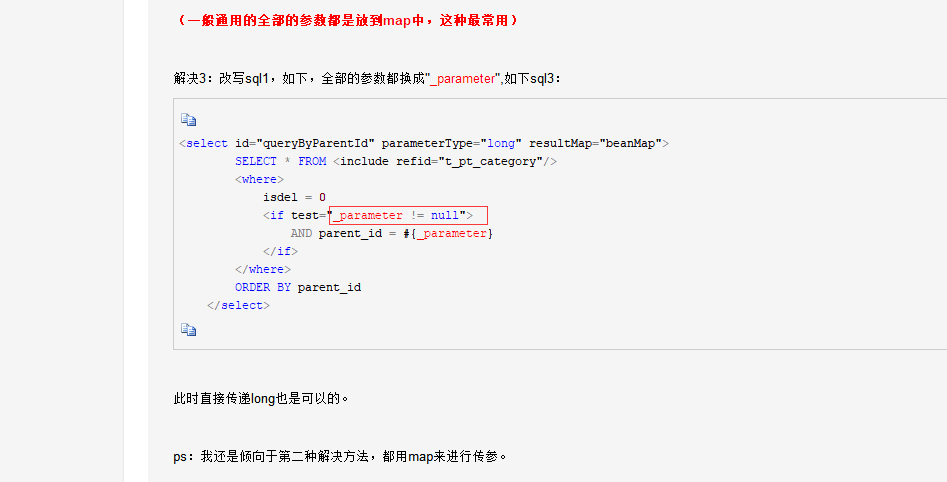 （一般通用的全部的参数都是放到map中，这种最常用）
解决3：改写sql1，如下，全部的参数都换成"_parameter",如下sql3：
<select id="queryByParentId" parameterType="long" resultMap="beanMap">
SELECT * FROM <include refid="t_pt_category"/>
<where>
isdel = 0
<if test="_parameter != null">
AND parent_id = #{_parameter}
</if>
</where>
ORDER BY parent_id
</select>
此时直接传递long也是可以的。
ps：我还是倾向于第二种解决方法，都用map来进行传参。